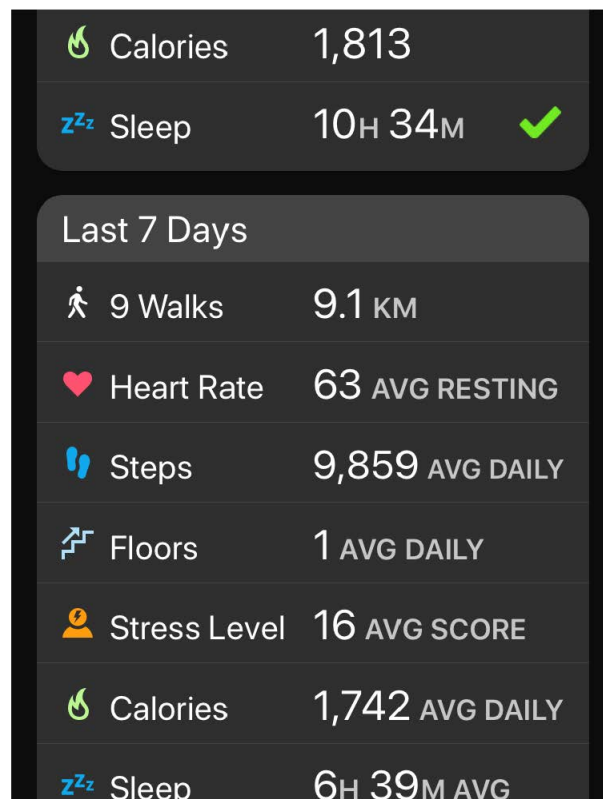 Calories 1,813
zzz Sleep 10H 34M
Last 7 Days
9 Walks 9.1 KM
Heart Rate 63 AVG RESTING
Steps 9,859 AVG DAILY
Floors 1 AVG DAILY
Stress Level 16 AVG SCORE
Calories 1,742 AVG DAILY
zzz Sleep 6H 39M AVG